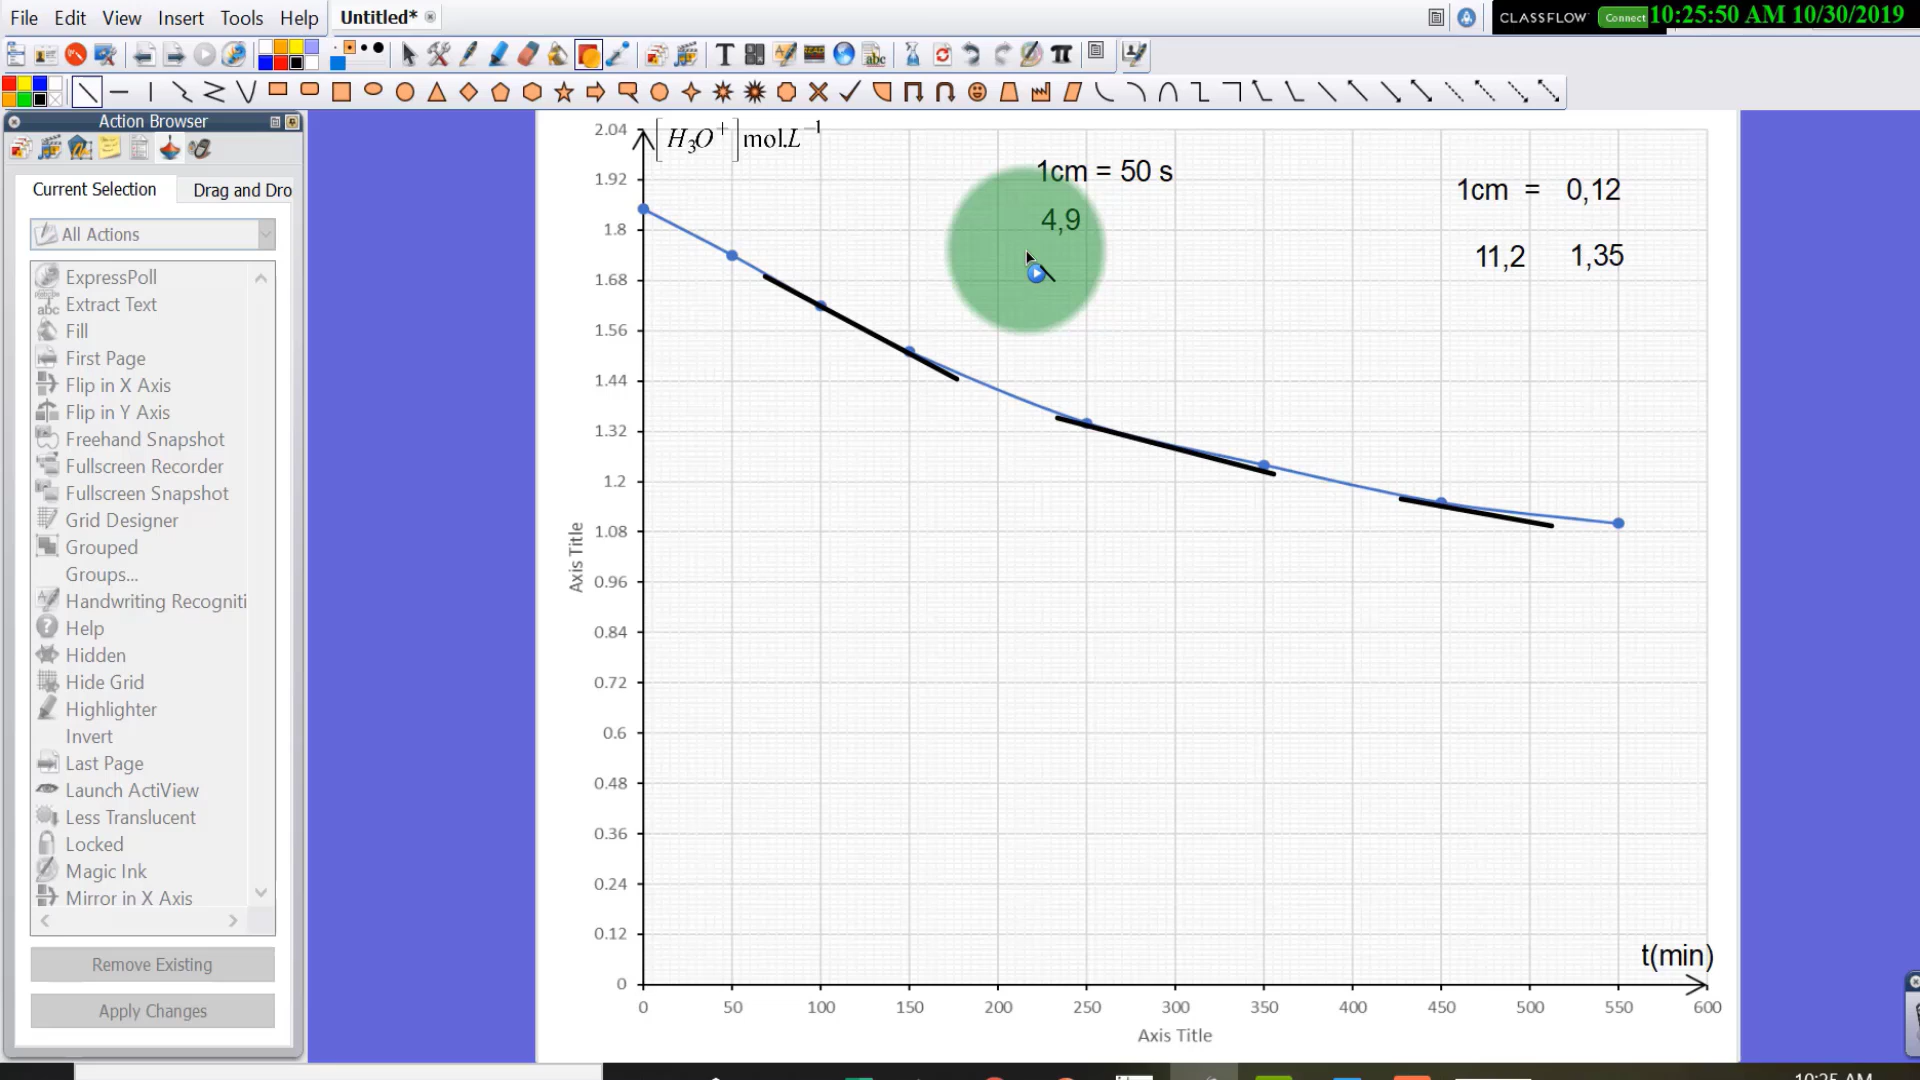 File Edit View Insert Tools Help Untitled*
CLASSFLOW Connect 10:25:50 AM 10/30/2019
Action Browser
Current Selection Drag and Dro
All Actions
ExpressPoll
Extract Text
Fill
First Page
Flip in X Axis
Flip in Y Axis
Freehand Snapshot
Fullscreen Recorder
Fullscreen Snapshot
Grid Designer
Grouped
Groups...
Handwriting Recogniti
Help
Hidden
Hide Grid
Highlighter
Invert
Last Page
Launch ActiView
Less Translucent
Locked
Magic Ink
Mirror in X Axis
Remove Existing
Apply Changes
[H₃O⁺] mol.L⁻¹
1cm = 50 s
4,9
1cm = 0,12
11,2 1,35
2.04
1.92
1.8
1.68
1.56
1.44
1.32
1.2
1.08
0.96
0.84
0.72
0.6
0.48
0.36
0.24
0.12
0
Axis Title
t(min)
0 50 100 150 200 250 300 350 400 450 500 550 600
Axis Title